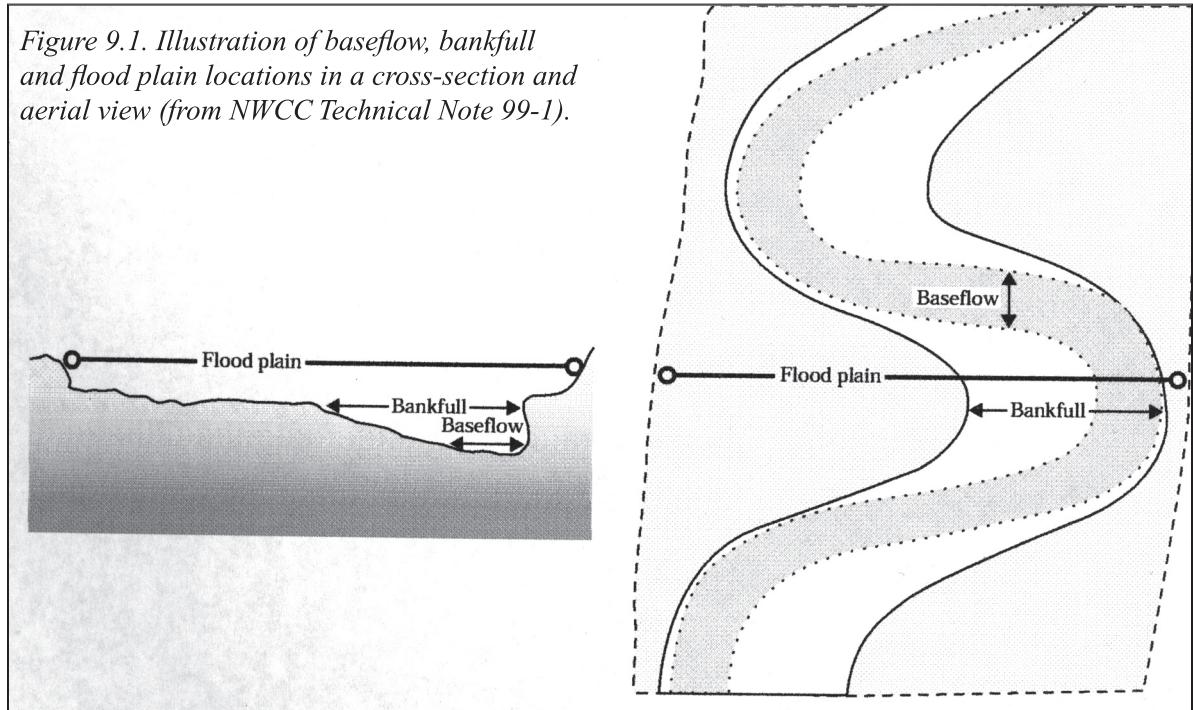 Figure 9.1. Illustration of baseflow, bankfull
and flood plain locations in a cross-section and
aerial view (from NWCC Technical Note 99-1).
Flood plain
Bankfull
Baseflow
Baseflow
Flood plain
Bankfull